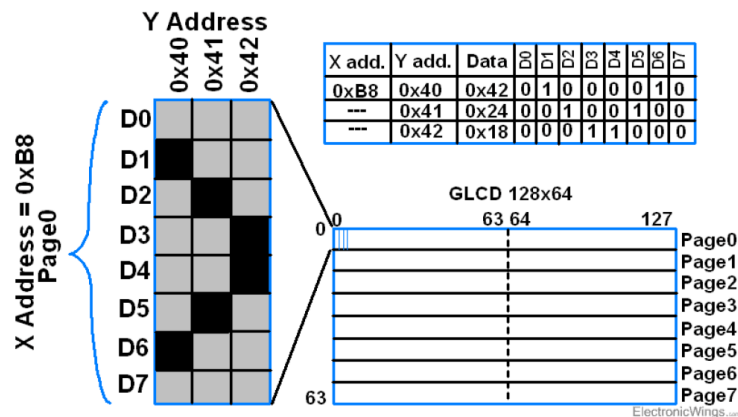 Y Address
0x40 0x41 0x42
X Address = 0xB8
Page0
D0
D1
D2
D3
D4
D5
D6
D7
X add. Y add. Data D0 D1 D2 D3 D4 D5 D6 D7
0xB8 0x40 0x42 0 1 0 0 0 0 1 0
--- 0x41 0x24 0 0 1 0 0 1 0 0
--- 0x42 0x18 0 0 0 1 1 0 0 0
GLCD 128x64
0 0 63 64 127
Page0
Page1
Page2
Page3
Page4
Page5
Page6
63 Page7